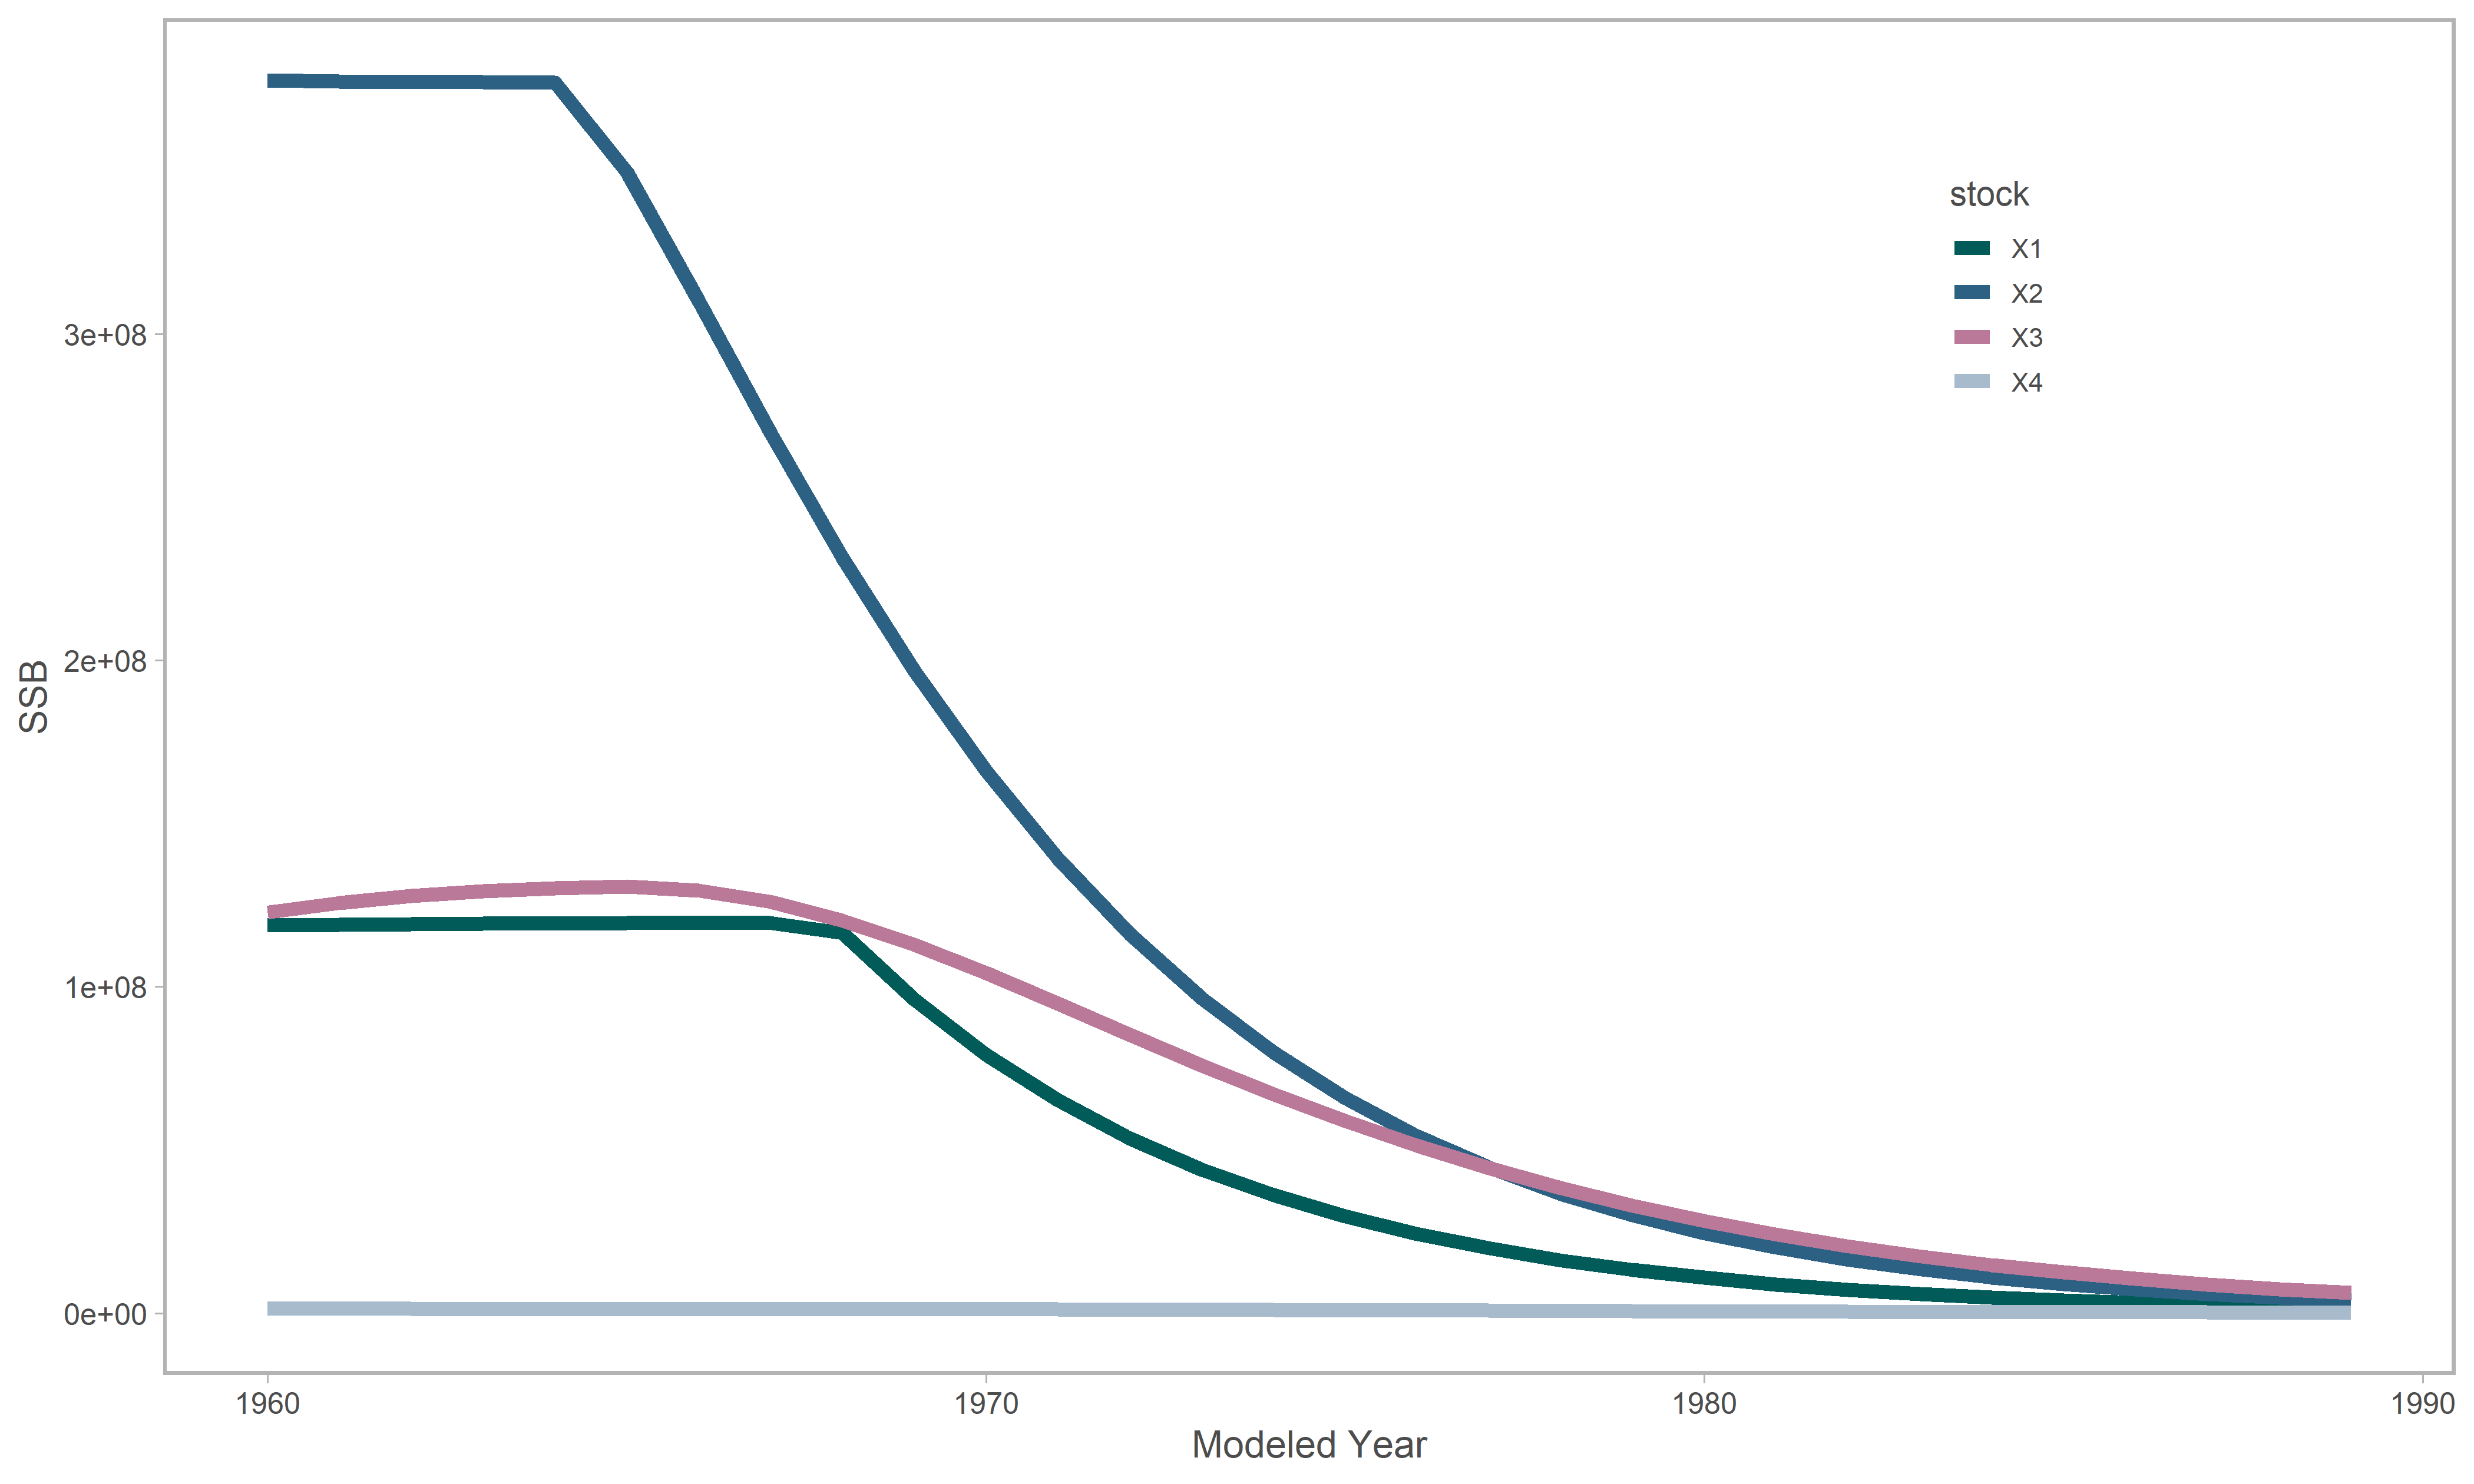 stock
X1
X2
X3
X4
3e+08
2e+08
1e+08
0e+00
SSB
1960 1970 1980 1990
Modeled Year